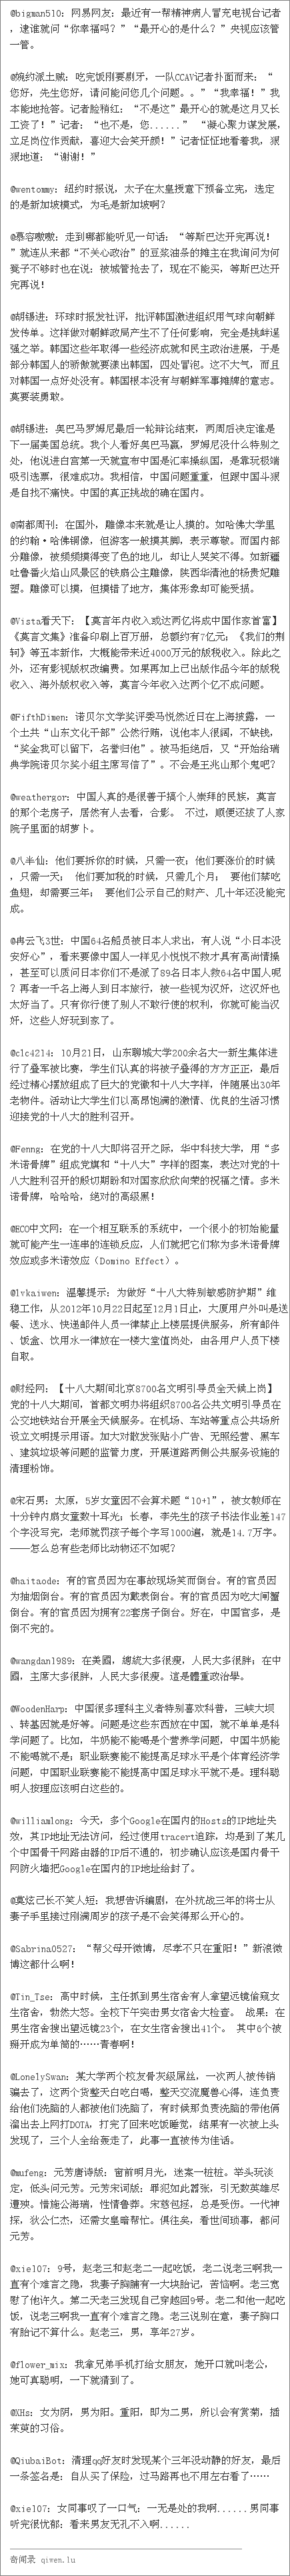 @bigman510：网易网友：最近有一帮精神病人冒充电视台记者
，逮谁就问“你幸福吗？”“最开心的是什么？”央视应该管
一管。
@婉约派土贼：吃完饭刚要剔牙，一队CCAV记者扑面而来：“
您好，先生您好，请问能问您几个问题。。”“我幸福！”我
本能地抢答。记者脸稍红：“不是这”最开心的就是这月又长
工资了！”记者；“也不是，您......” “凝心聚力谋发展，
立足岗位作贡献，喜迎大会笑开颜！”记者怔怔地看着我，狠
狠地道：“谢谢！”
@wentommy：纽约时报说，太子在太皇授意下预备立宪，选定
的是新加坡模式，为毛是新加坡啊？
@慕容嗷嗷：走到哪都能听见一句话：“等斯巴达开完再说！
”就连从来都“不关心政治”的豆浆油条的摊主在我询问为何
凳子不够时也在说：被城管抢去了，现在不能买，等斯巴达开
完再说！
@胡锡进：环球时报发社评，批评韩国激进组织用气球向朝鲜
发传单。这样做对朝鲜政局产生不了任何影响，完全是挑衅逞
强之举。韩国这些年取得一些经济成就和民主政治进展，于是
部分韩国人的骄傲就要漾出韩国，四处冒泡。这不大气，而且
对韩国一点好处没有。韩国根本没有与朝鲜军事摊牌的意志。
莫要装勇敢。
@胡锡进：奥巴马罗姆尼最后一轮辩论结束，两周后决定谁是
下一届美国总统。我个人看好奥巴马赢，罗姆尼没什么特别之
处，他说进白宫第一天就宣布中国是汇率操纵国，是靠玩极端
吸引选票，很难成功。我相信，中国问题重重，但跟中国斗狠
是自找不痛快。中国的真正挑战的确在国内。
@南都周刊：在国外，雕像本来就是让人摸的。如哈佛大学里
的约翰·哈佛铜像，但游客一般摸其脚，表示尊敬。而国内部
分雕像，被频频摸得变了色的地儿，却让人哭笑不得。如新疆
吐鲁番火焰山风景区的铁扇公主雕像，陕西华清池的杨贵妃雕
塑。雕像可以摸，但摸错了地方，集体形象却可能受损。
@Vista看天下：【莫言年内收入或达两亿将成中国作家首富】
《莫言文集》准备印刷上百万册，总额约有7亿元；《我们的荆
轲》等五本新作，大概能带来近4000万元的版税收入。除此之
外，还有影视版权改编费。如果再加上已出版作品今年的版税
收入、海外版权收入等，莫言今年收入达两个亿不成问题。
@FifthDimen：诺贝尔文学奖评委马悦然近日在上海披露，一
个土共“山东文化干部”公然行贿，说他本人很阔，不缺钱，
“奖金我可以留下，名誉归他”。被马拒绝后，又“开始给瑞
典学院诺贝尔奖小组主席写信了”。不会是王兆山那个鬼吧？
@weathergor：中国人真的是很善于搞个人崇拜的民族，莫言
的那个老房子，居然有人去看，合影。 不过，顺便还拔了人家
院子里面的胡萝卜。
@八半仙：他们要拆你的时候，只需一夜；他们要涨价的时候
，只需一天； 他们要加税的时候，只需几个月； 要他们禁吃
鱼翅，却需要三年； 要他们公示自己的财产、几十年还没能完
成。
@冉云飞3世：中国64名船员被日本人求出，有人说“小日本没
安好心”，看来要像中国人一样见小悦悦不救才具有高尚情操
，甚至可以质问日本你们不是派了89名日本人救64名中国人呢
？再者一千名上海人到日本旅行，被一些视为汉奸，这汉奸也
太好当了。只有你行使了别人不敢行使的权利，你就可能当汉
奸，这些人好玩到家了。
@clc4214：10月21日，山东聊城大学200余名大一新生集体进
行了叠军被比赛，学生们认真的将被子叠得的方方正正，最后
经过精心摆放组成了巨大的党徽和十八大字样，伴随展出30年
老物件。活动让大学生们以高昂饱满的激情、优良的生活习惯
迎接党的十八大的胜利召开。
@Fenng：在党的十八大即将召开之际，华中科技大学，用“多
米诺骨牌”组成党旗和“十八大”字样的图案，表达对党的十
八大胜利召开的殷切期盼和对国家欣欣向荣的祝福之情。多米
诺骨牌，哈哈哈，绝对的高级黑！
@ECO中文网：在一个相互联系的系统中，一个很小的初始能量
就可能产生一连串的连锁反应，人们就把它们称为多米诺骨牌
效应或多米诺效应（Domino Effect）。
@lvkaiwen：温馨提示：为做好“十八大特别敏感防护期”维
稳工作，从2012年10月22日起至12月1日止，大厦用户外叫是送
餐、送水、快递邮件人员一律禁止上楼层提供服务，所有邮件
、饭盒、饮用水一律放在一楼大堂值岗处，由各用户人员下楼
自取。
@财经网：【十八大期间北京8700名文明引导员全天候上岗】
党的十八大期间，首都文明办将组织8700名公共文明引导员在
公交地铁站台开展全天候服务。在机场、车站等重点公共场所
设立文明提示用语。加大对散发张贴小广告、无照经营、黑车
、建筑垃圾等问题的监管力度，开展道路两侧公共服务设施的
清理粉饰。
@宋石男：太原，5岁女童因不会算术题“10+1”，被女教师在
十分钟内扇女童数十耳光；长春，李先生的孩子书法作业差147
个字没写完，老师就罚孩子每个字写1000遍，就是14.7万字。
——怎么总有些老师比动物还不如呢？
@haitaode：有的官员因为在事故现场笑而倒台。有的官员因
为抽烟倒台。有的官员因为戴表倒台。有的官员因为吃大闸蟹
倒台。有的官员因为拥有22套房子倒台。好在，中国官多，是
倒不完的。
@wangdan1989：在美國，總統大多很瘦，人民大多很胖；在中
國，主席大多很胖，人民大多很瘦。這是體重政治學。
@WoodenHarp：中国很多理科主义者特别喜欢科普，三峡大坝
、转基因就是好等。问题是这些东西放在中国，就不单单是科
学问题了。比如，牛奶能不能喝是个营养学问题，中国牛奶能
不能喝就不是；职业联赛能不能提高足球水平是个体育经济学
问题，中国职业联赛能不能提高中国足球水平就不是。理科聪
明人按理应该明白这些的。
@williamlong：今天，多个Google在国内的Hosts的IP地址失
效，其IP地址无法访问，经过使用tracert追踪，均是到了某几
个中国骨干网路由器的IP后不通的，初步确认应该是国内骨干
网防火墙把Google在国内的IP地址给封了。
@莫炫己长不笑人短：我想告诉编剧，在外抗战三年的将士从
妻子手里接过刚满周岁的孩子是不会笑得那么开心的。
@Sabrina0527：“帮父母开微博，尽孝不只在重阳！”新浪微
博这都什么啊！
@Tin_Tse：高中时候，主任抓到男生宿舍有人拿望远镜偷窥女
生宿舍，勃然大怒。全校下午突击男女宿舍大检查。 战果：在
男生宿舍搜出望远镜23个，在女生宿舍搜出41个。 其中6个被
掰开成为单筒的……青春啊！
@LonelySwan：某大学两个校友骨灰级屌丝，一次两人被传销
骗去了，这两个货整天白吃白喝，整天交流魔兽心得，连负责
给他们洗脑的人都被他们洗脑了，有时候那负责洗脑的带他俩
溜出去上网打DOTA，打完了回来吃饭睡觉，结果有一次被上头
发现了，三个人全给轰走了，此事一直被传为佳话。
@mufeng：元芳唐诗版：窗前明月光，迷案一桩桩。举头玩淡
定，低头问元芳。元芳宋词版：罪犯如此嚣张，引无数英雄尽
遭殃。惜施公海瑞，性情鲁莽。宋慈包拯，总是受伤。一代神
探，狄公仁杰，还需女皇暗帮忙。俱往矣，看世间琐事，都问
元芳。
@xie107：9号，赵老三和赵老二一起吃饭，老二说老三啊我一
直有个难言之隐，我妻子胸脯有一大块胎记，苦恼啊。老三宽
慰了他许久。第二天老三发现自己穿越回9号。老二和他一起吃
饭，说老三啊我一直有个难言之隐。老三说别在意，妻子胸口
有胎记不算什么。赵老三，男，享年27岁。
@flower_mix：我拿兄弟手机打给女朋友，她开口就叫老公，
她可真聪明，一下就猜到了。
@XHs：女为阴，男为阳。重阳，即为二男，所以会有赏菊，插
茱萸的习俗。
@QiubaiBot：清理qq好友时发现某个三年没动静的好友，最后
一条签名是：自从买了保险，过马路再也不用左右看了……
@xie107：女同事叹了一口气：一无是处的我啊......男同事
听完很忧郁：看来男友无孔不入啊......
奇闻录 qiwen.lu